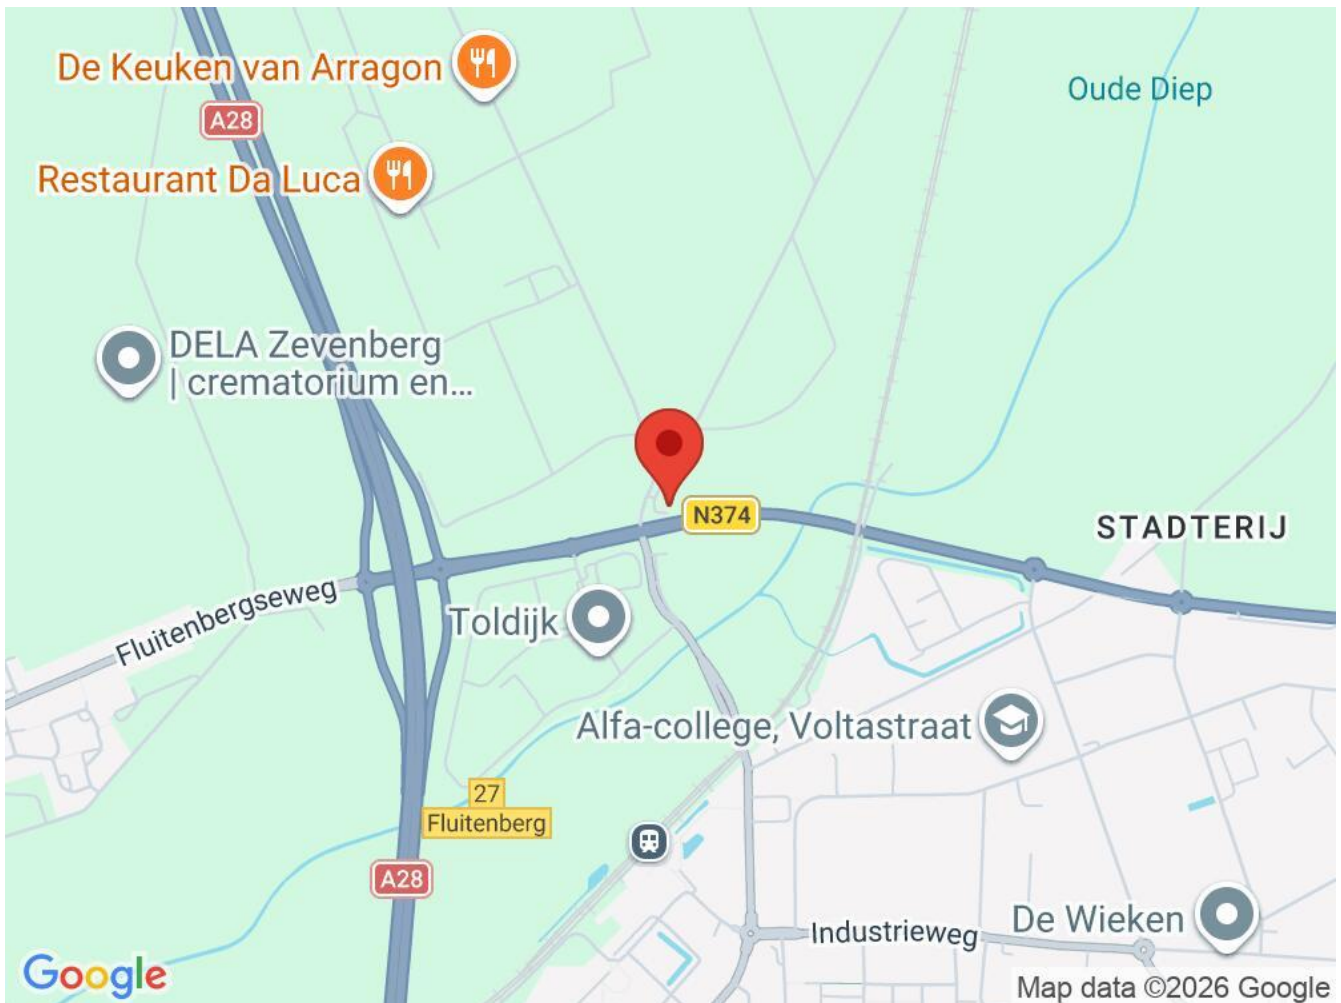 De Keuken van Arragon
Oude Diep
A28
Restaurant Da Luca
DELA Zevenberg
| crematorium en...
N374
STADTERIJ
Fluitenbergseweg
Toldijk
Alfa-college, Voltastraat
27
Fluitenberg
A28
De Wieken
Industrieweg
Google
Map data ©2026 Google